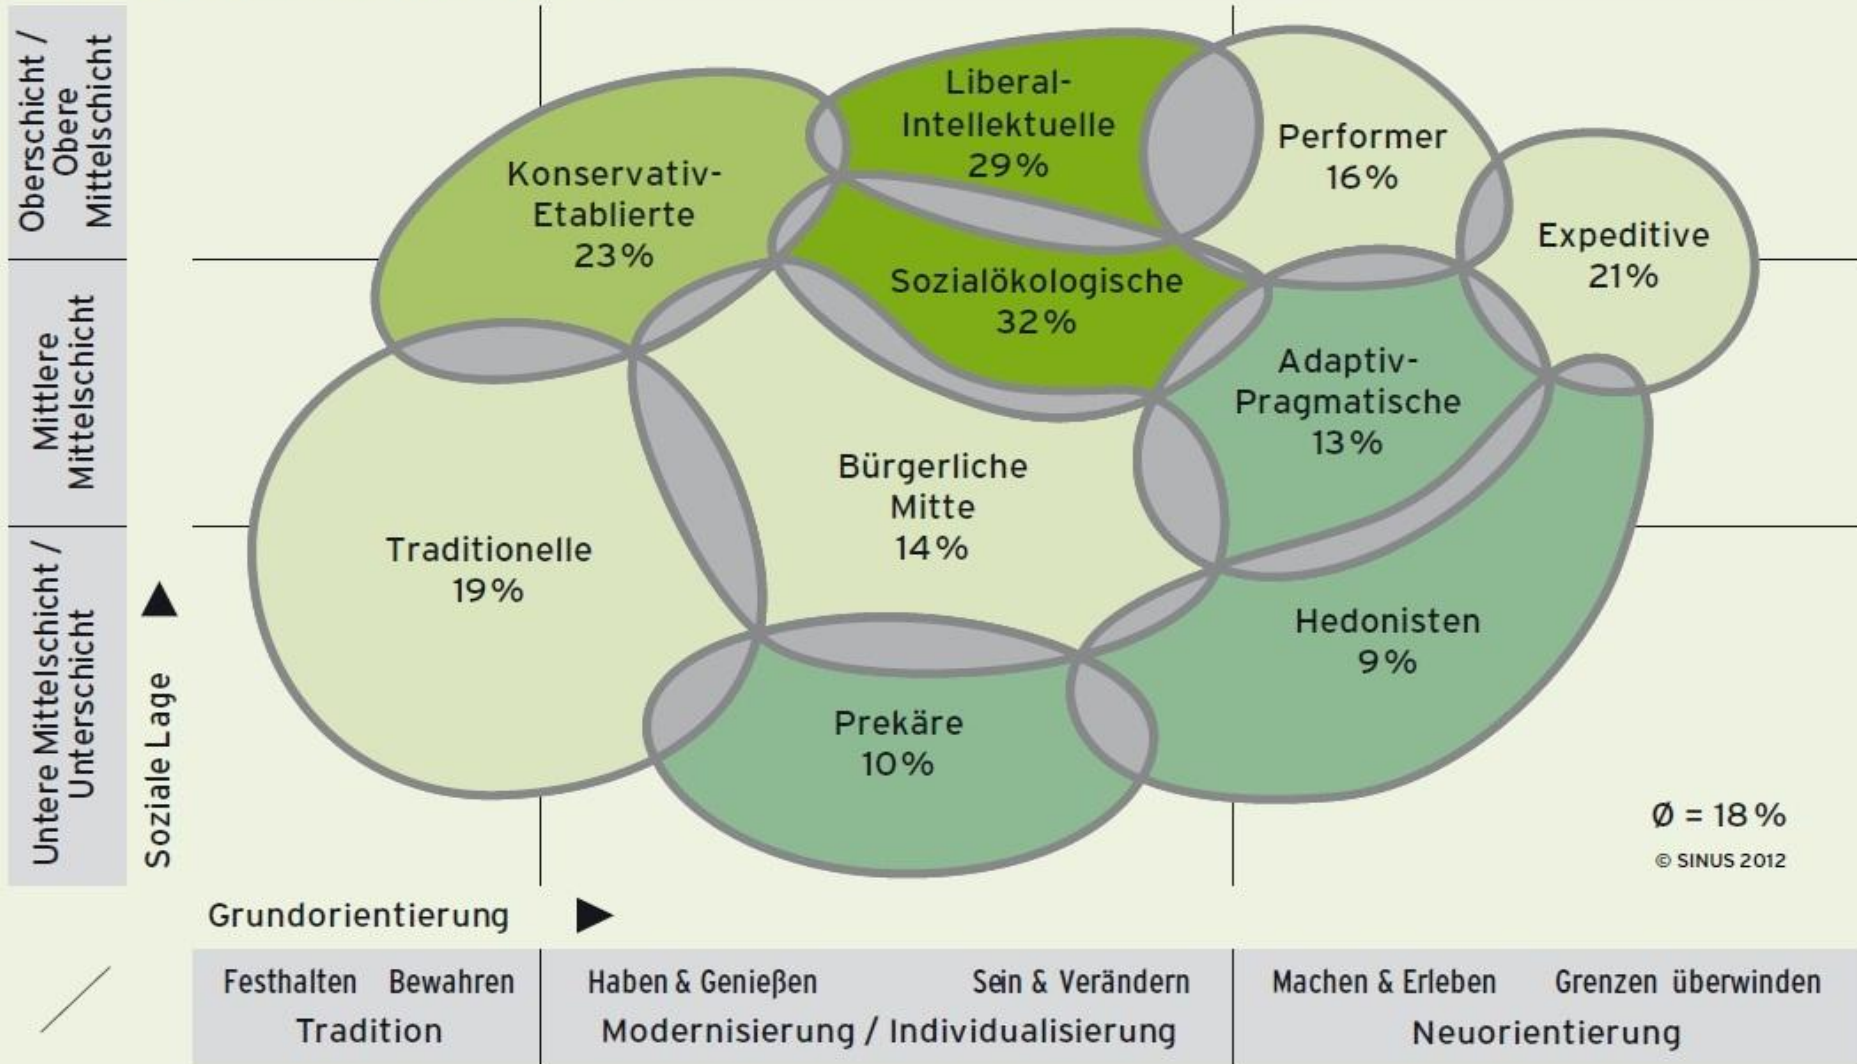 Oberschicht /
Obere
Mittelschicht
Mittlere
Mittelschicht
Untere Mittelschicht /
Unterschicht
Soziale Lage
Konservativ-
Etablierte
23%
Liberal-
Intellektuelle
29%
Performer
16%
Expeditive
21%
Sozialökologische
32%
Adaptiv-
Pragmatische
13%
Bürgerliche
Mitte
14%
Traditionelle
19%
Hedonisten
9%
Prekäre
10%
Ø = 18%
© SINUS 2012
Grundorientierung
Festhalten Bewahren
Tradition
Haben & Genießen Sein & Verändern
Modernisierung / Individualisierung
Machen & Erleben Grenzen überwinden
Neuorientierung